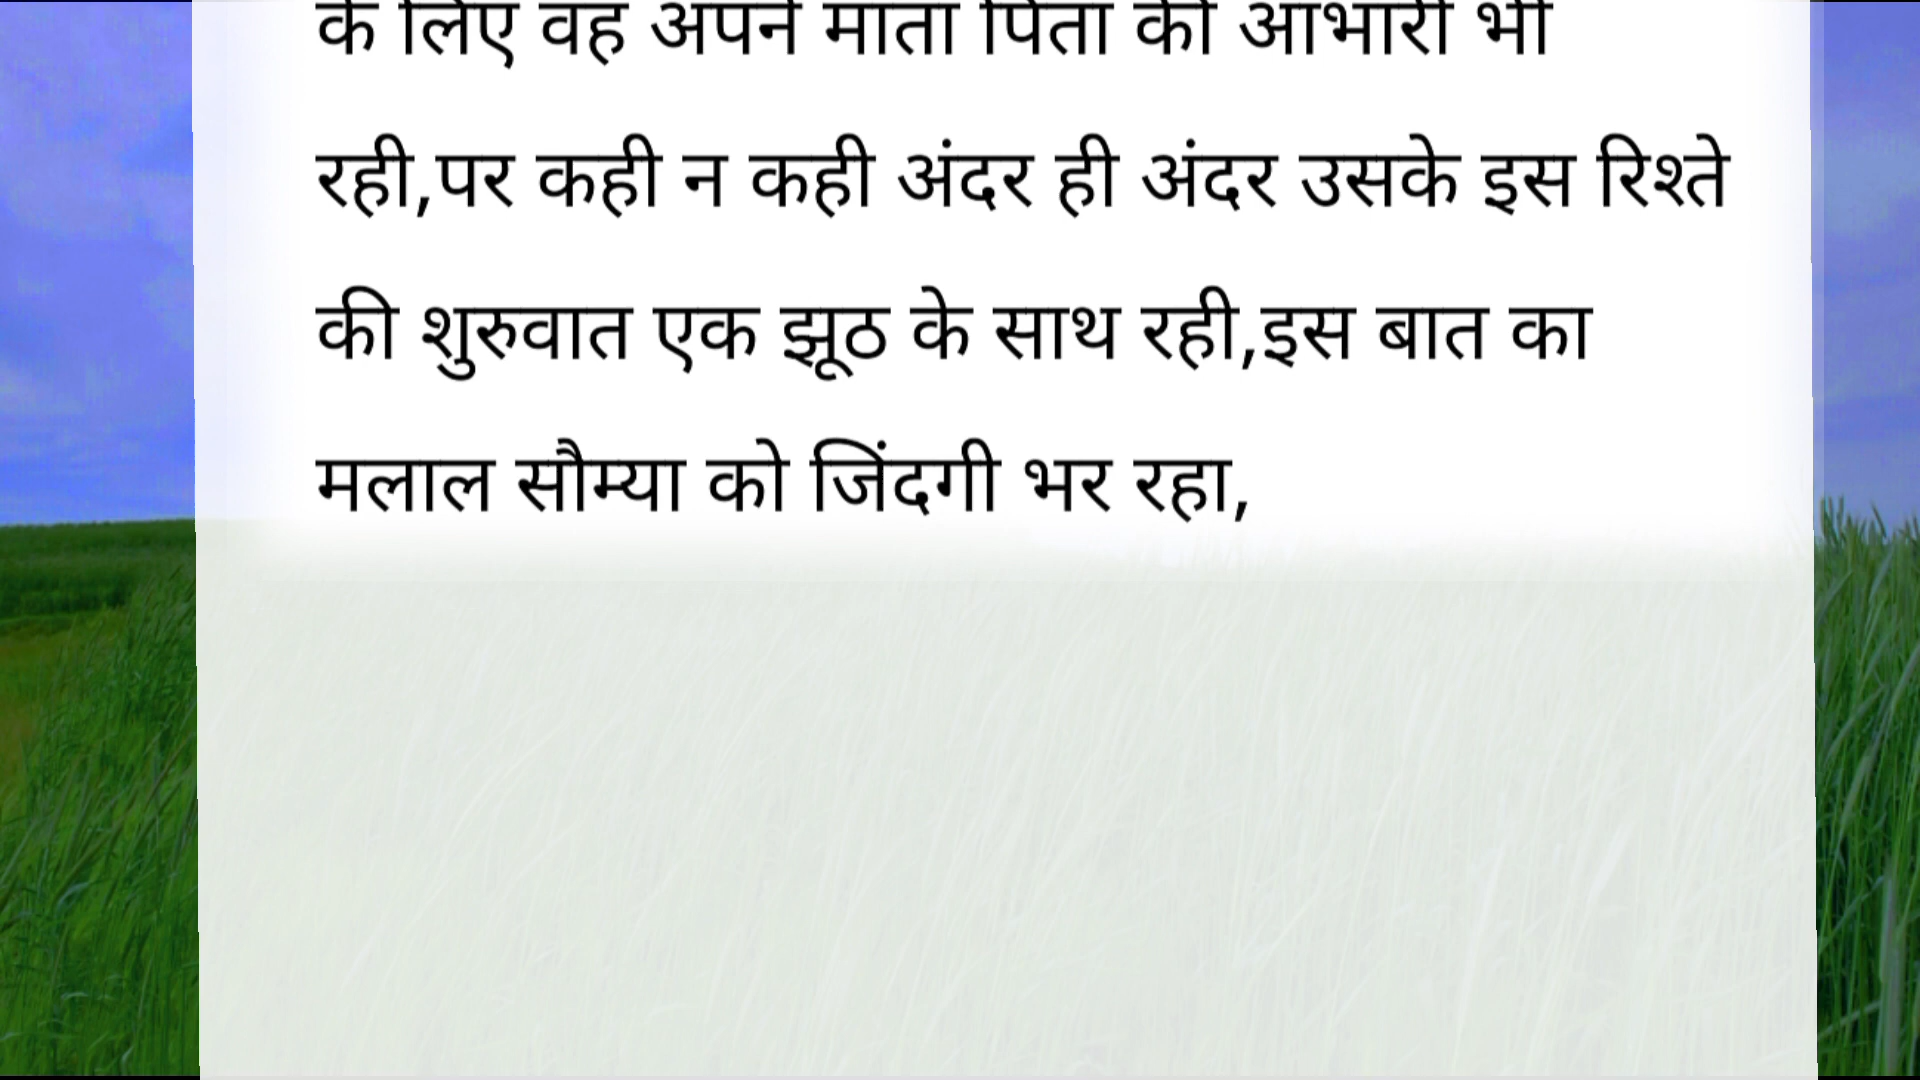 के लिए वह अपने माता पिता की आभारी भी
रही,पर कही न कही अंदर ही अंदर उसके इस रिश्ते
की शुरुवात एक झूठ के साथ रही,इस बात का
मलाल सौम्या को जिंदगी भर रहा,